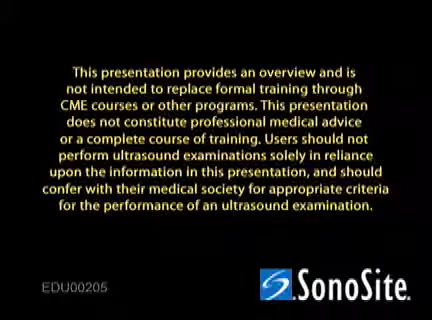 This presentation provides an overview and is
not intended to replace formal training through
CME courses or other programs. This presentation
does not constitute professional medical advice
or a complete course of training. Users should not
perform ultrasound examinations solely in reliance
upon the information in this presentation, and should
confer with their medical society for appropriate criteria
for the performance of an ultrasound examination.
EDU00205
SonoSite.